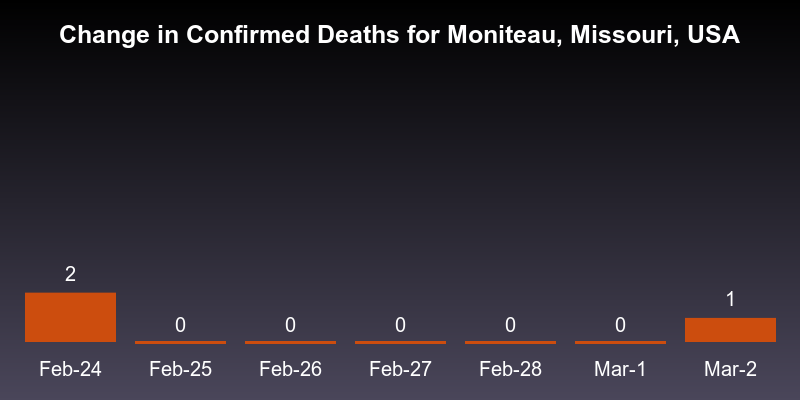 Change in Confirmed Deaths for Moniteau, Missouri, USA
2
0
0
0
0
0
1
Feb-24
Feb-25
Feb-26
Feb-27
Feb-28
Mar-1
Mar-2